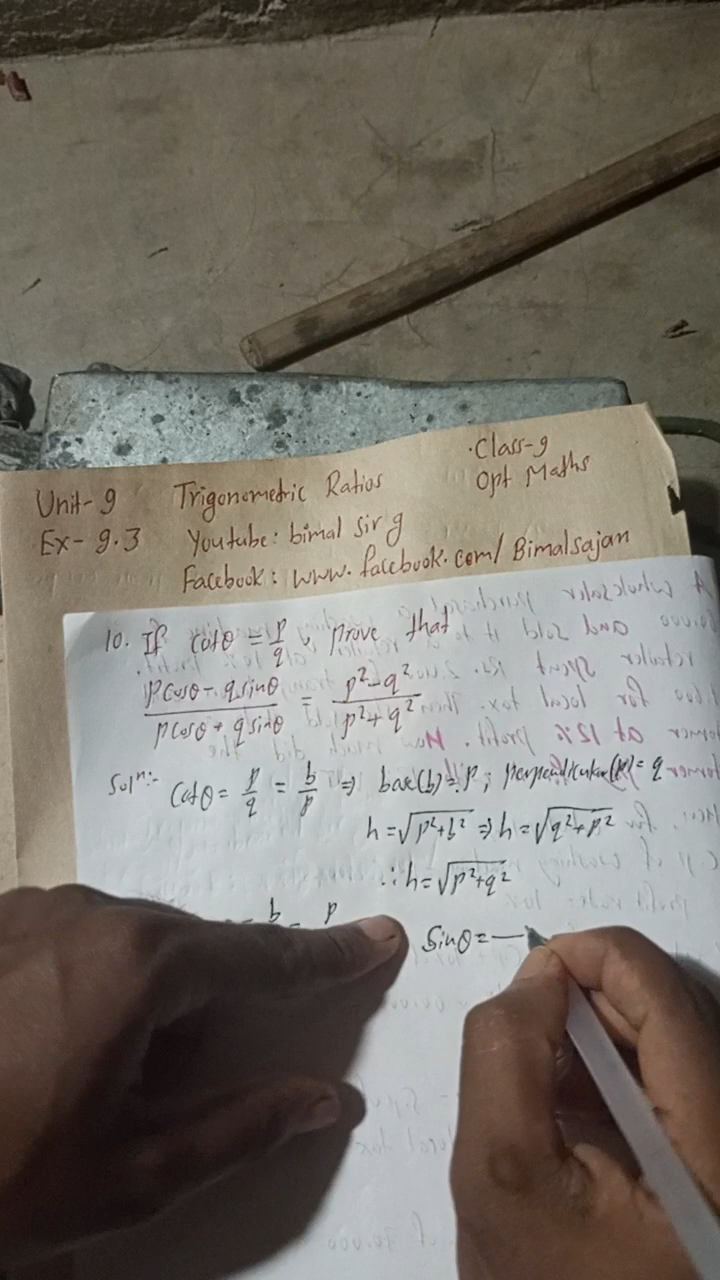 Unit-9 Trigonometric Ratios
·Class-9
Opt Maths
Ex-9.3 Youtube: bimal sir g
Facebook: www.facebook.com/Bimalsajan
10. If Cotθ = p/q, prove that
(pcosθ - qsinθ)/(pcosθ + qsinθ) = (p²-q²)/(p²+q²)
Solⁿ:- Cotθ = p/q = b/p ⇒ base(b) = p; perpendicular(p) = q
h = √(p²+b²) ⇒ h = √(q²+p²)
∴ h = √(p²+q²)
= b = p
Sinθ =